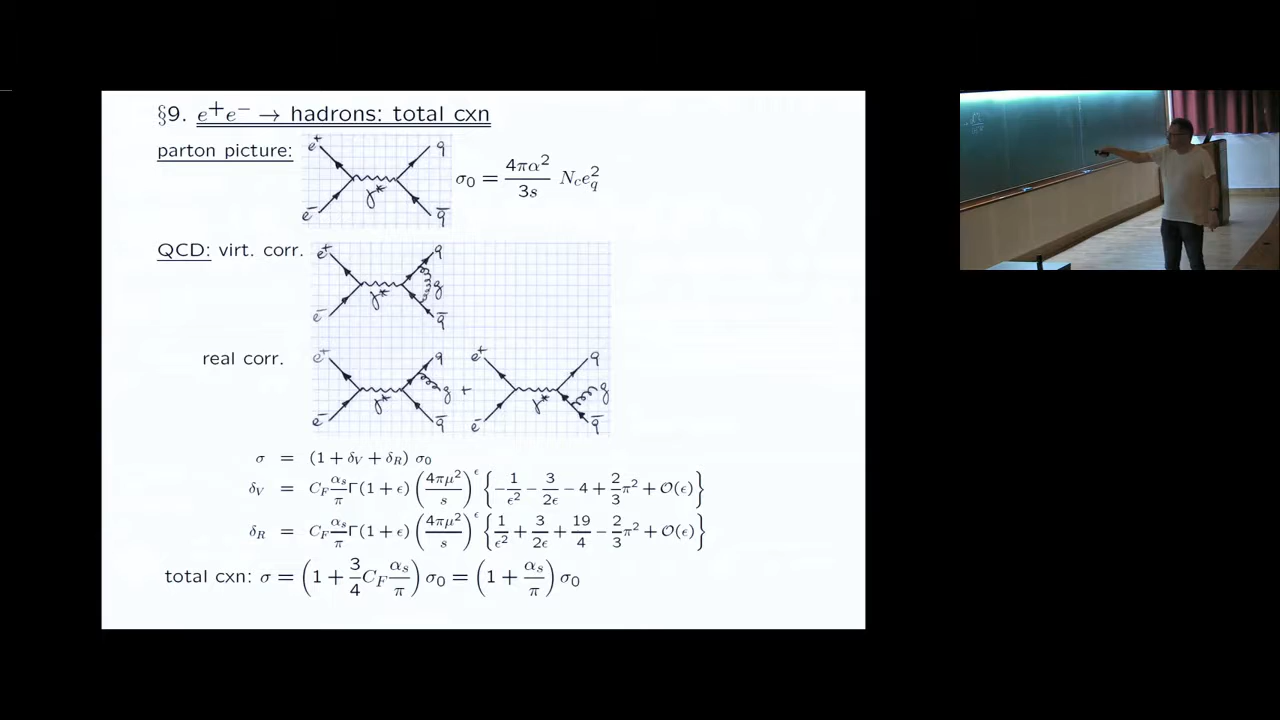 §9. e⁺e⁻ → hadrons: total cxn
parton picture:
e⁺ q
γ*
e⁻ q̄
σ₀ = 4πα²/3s N_c e_q²
QCD: virt. corr.
e⁺ q
γ* g
e⁻ q̄
real corr.
e⁺ q e⁺ q
γ* g + γ* g
e⁻ q̄ e⁻ q̄
σ = (1 + δ_V + δ_R) σ₀
δ_V = C_F α_s/π Γ(1 + ϵ) (4πμ²/s)^ϵ {−1/ϵ² − 3/2ϵ − 4 + 2/3 π² + O(ϵ)}
δ_R = C_F α_s/π Γ(1 + ϵ) (4πμ²/s)^ϵ {1/ϵ² + 3/2ϵ + 19/4 − 2/3 π² + O(ϵ)}
total cxn: σ = (1 + 3/4 C_F α_s/π) σ₀ = (1 + α_s/π) σ₀